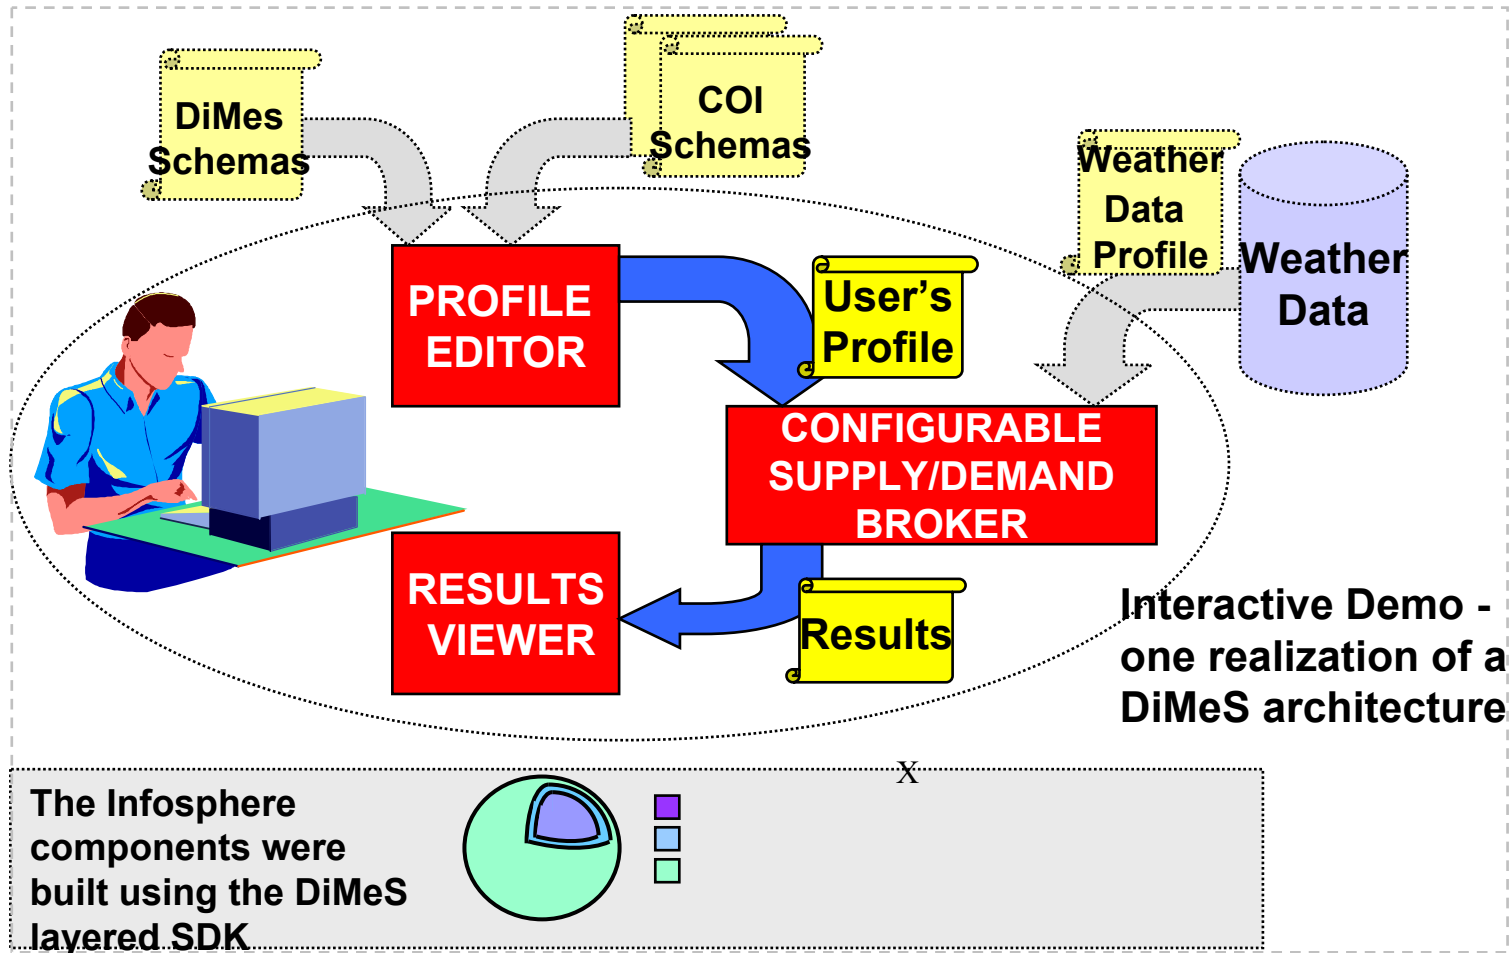 DiMes
Schemas
COI
Schemas
Weather
Data
Profile
Weather
Data
PROFILE
EDITOR
User's
Profile
CONFIGURABLE
SUPPLY/DEMAND
BROKER
RESULTS
VIEWER
Results
Interactive Demo -
one realization of a
DiMeS architecture
X
The Infosphere
components were
built using the DiMeS
layered SDK